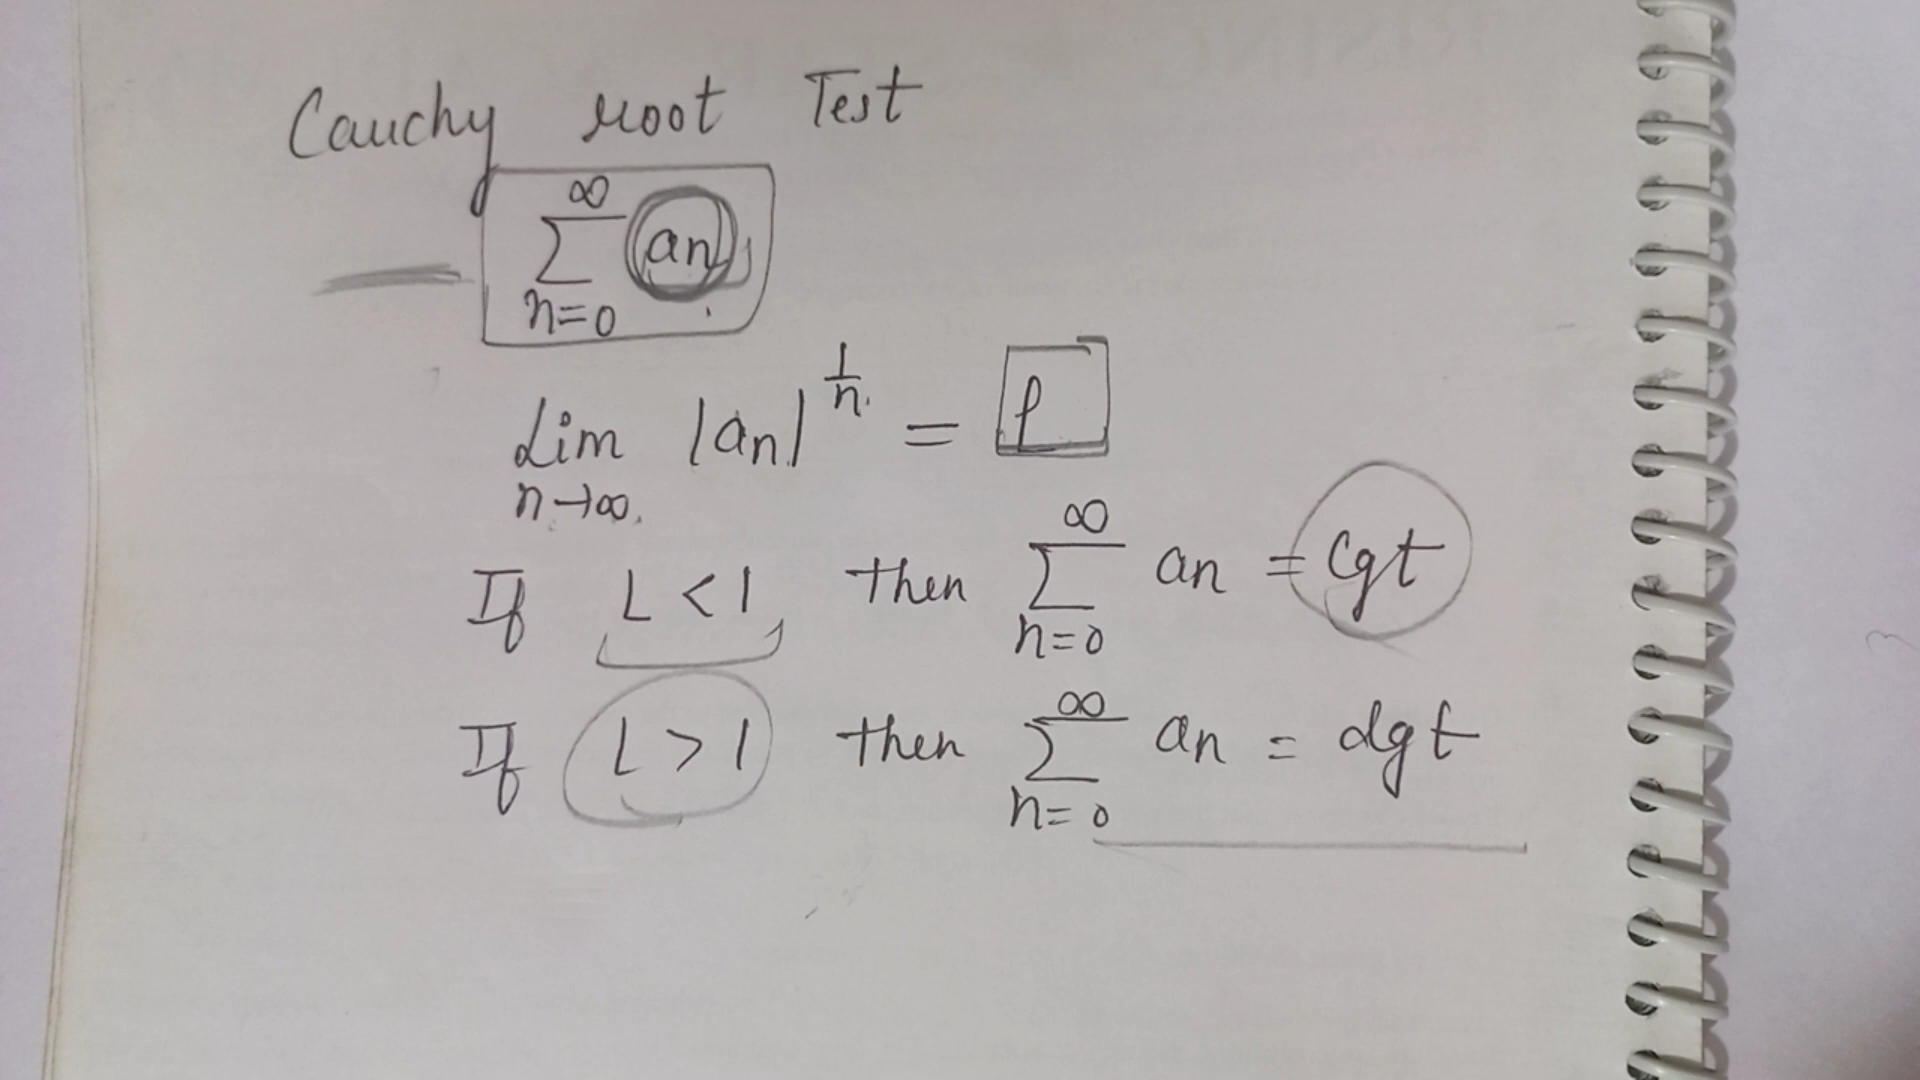 Cauchy root Test
∞
∑ an
n=0
Lim |an|^1/n = l
n→∞
∞
If L < 1 then ∑ an = Cgt
n=0
∞
If L > 1 then ∑ an = dgt
n=0